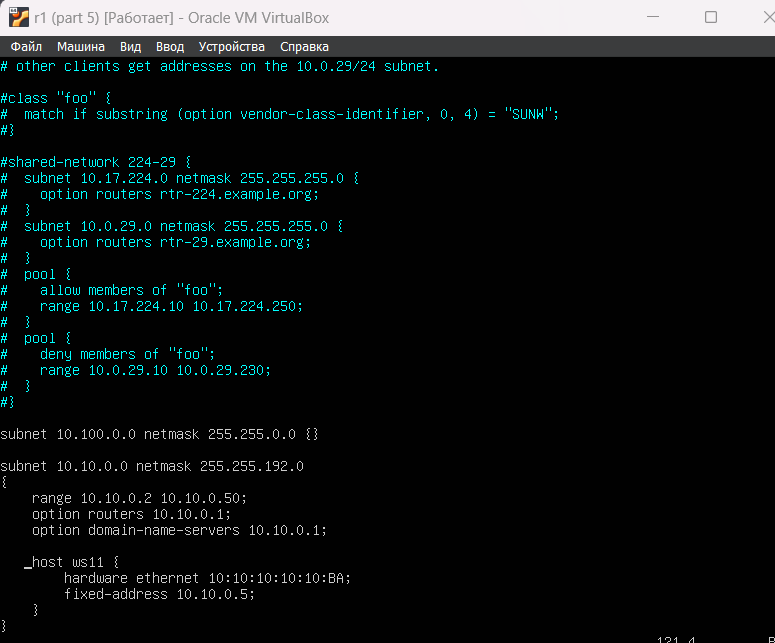 r1 (part 5) [Работает] - Oracle VM VirtualBox
Файл Машина Вид Ввод Устройства Справка
# other clients get addresses on the 10.0.29/24 subnet.
#class "foo" {
#  match if substring (option vendor-class-identifier, 0, 4) = "SUNW";
#}
#shared-network 224-29 {
#  subnet 10.17.224.0 netmask 255.255.255.0 {
#    option routers rtr-224.example.org;
#  }
#  subnet 10.0.29.0 netmask 255.255.255.0 {
#    option routers rtr-29.example.org;
#  }
#  pool {
#    allow members of "foo";
#    range 10.17.224.10 10.17.224.250;
#  }
#  pool {
#    deny members of "foo";
#    range 10.0.29.10 10.0.29.230;
#  }
#}
subnet 10.100.0.0 netmask 255.255.0.0 {}
subnet 10.10.0.0 netmask 255.255.192.0
{
    range 10.10.0.2 10.10.0.50;
    option routers 10.10.0.1;
    option domain-name-servers 10.10.0.1;
    host ws11 {
        hardware ethernet 10:10:10:10:10:BA;
        fixed-address 10.10.0.5;
    }
}